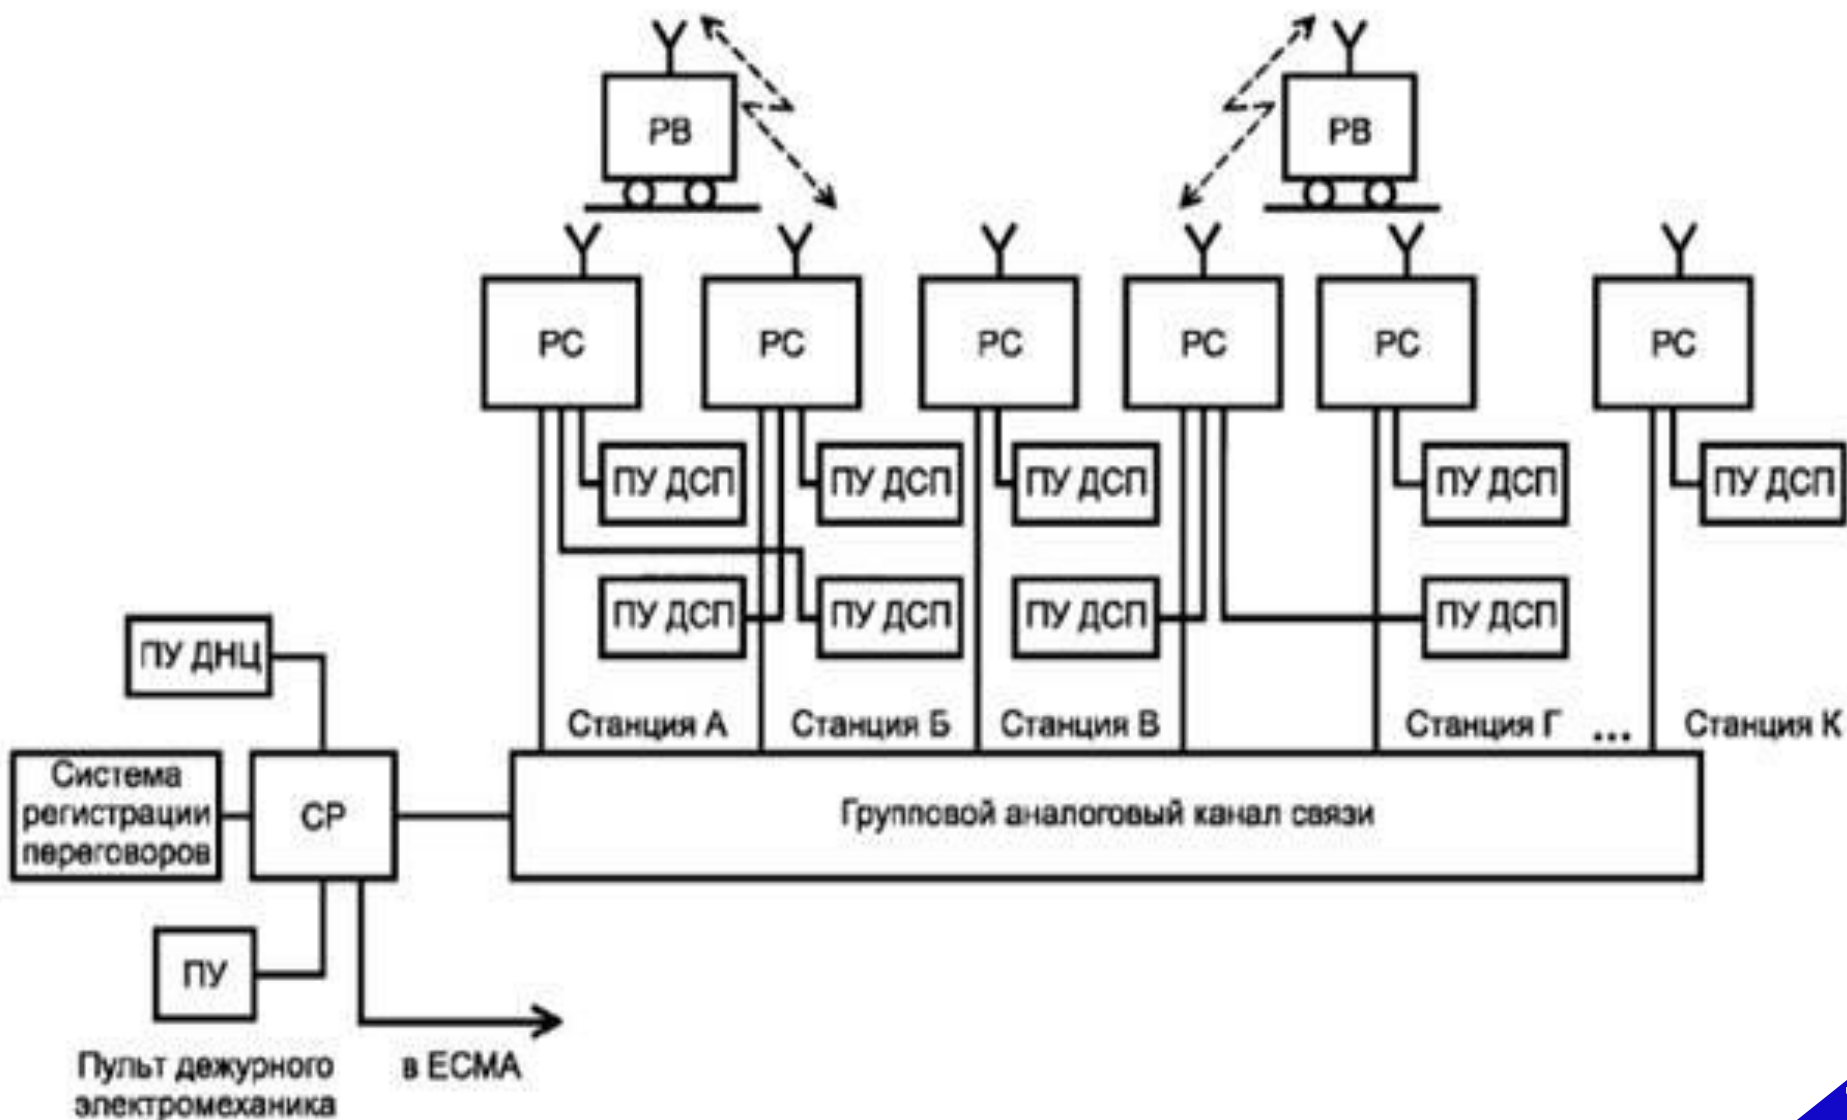 РВ
РВ
РС
РС
РС
РС
РС
РС
ПУ ДСП
ПУ ДСП
ПУ ДСП
ПУ ДСП
ПУ ДСП
ПУ ДСП
ПУ ДСП
ПУ ДСП
ПУ ДСП
ПУ ДНЦ
Станция А
Станция Б
Станция В
Станция Г
...
Станция К
Система
регистрации
переговоров
СР
Групповой аналоговый канал связи
ПУ
Пульт дежурного
электромеханика
в ЕСМА